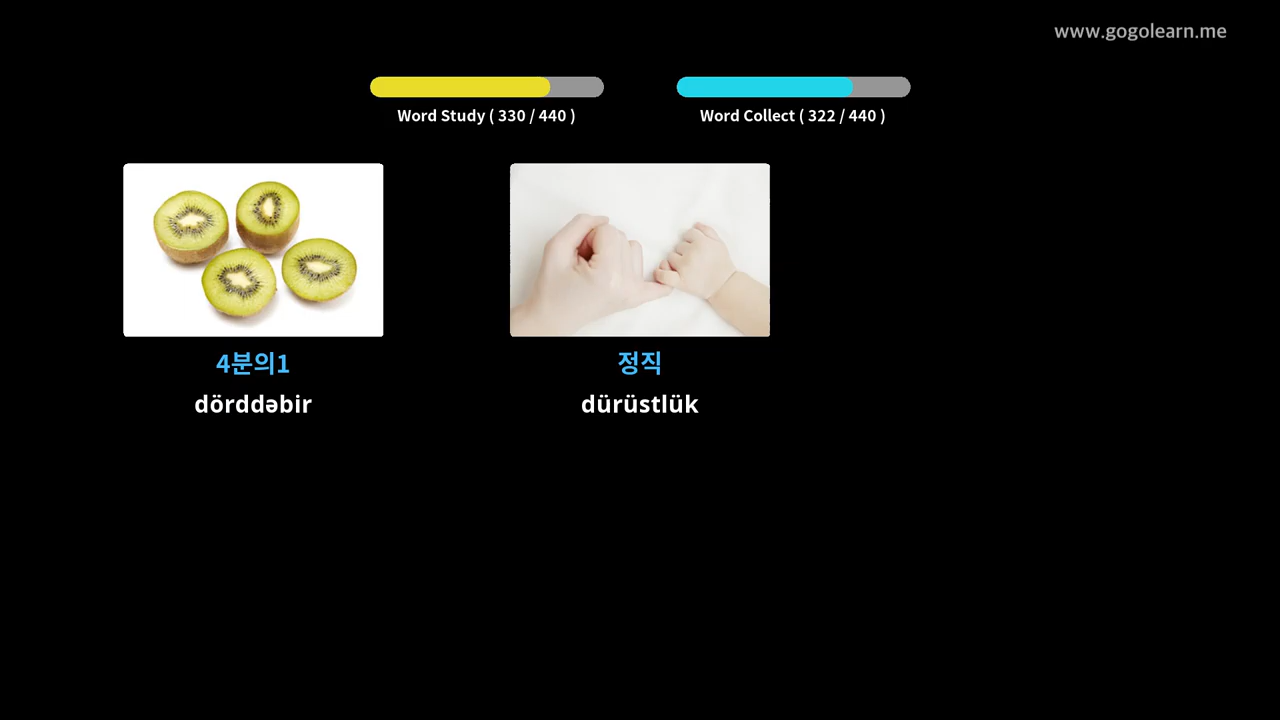 www.gogolearn.me
Word Study ( 330 / 440 )
Word Collect ( 322 / 440 )
4분의1
dörddəbir
정직
dürüstlük